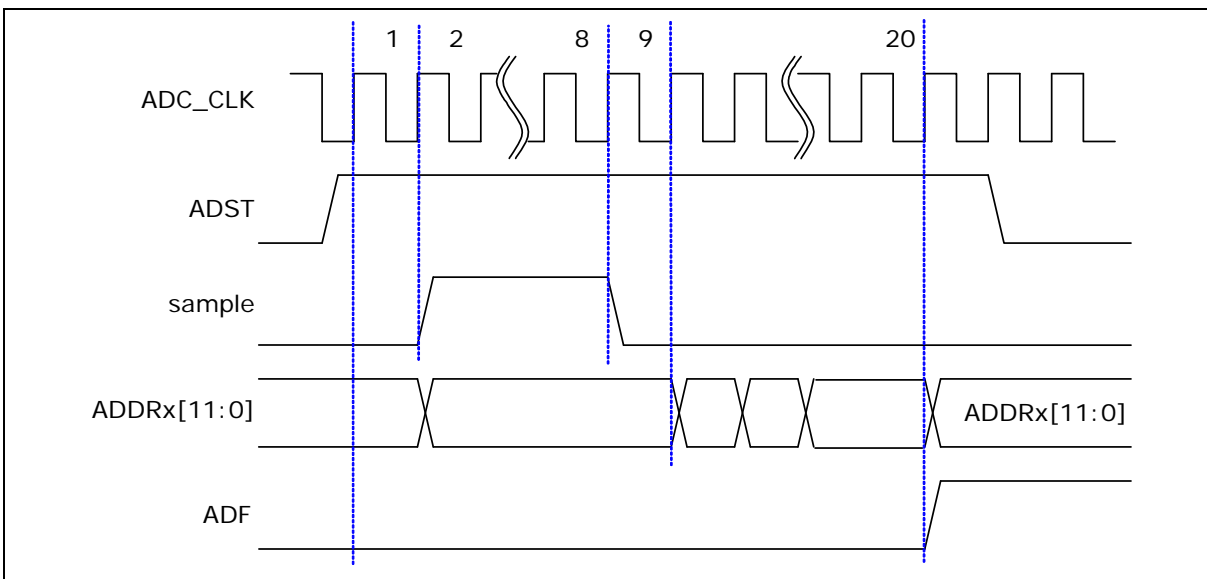 1 2 8 9 20
ADC_CLK
ADST
sample
ADDRx[11:0] ADDRx[11:0]
ADF